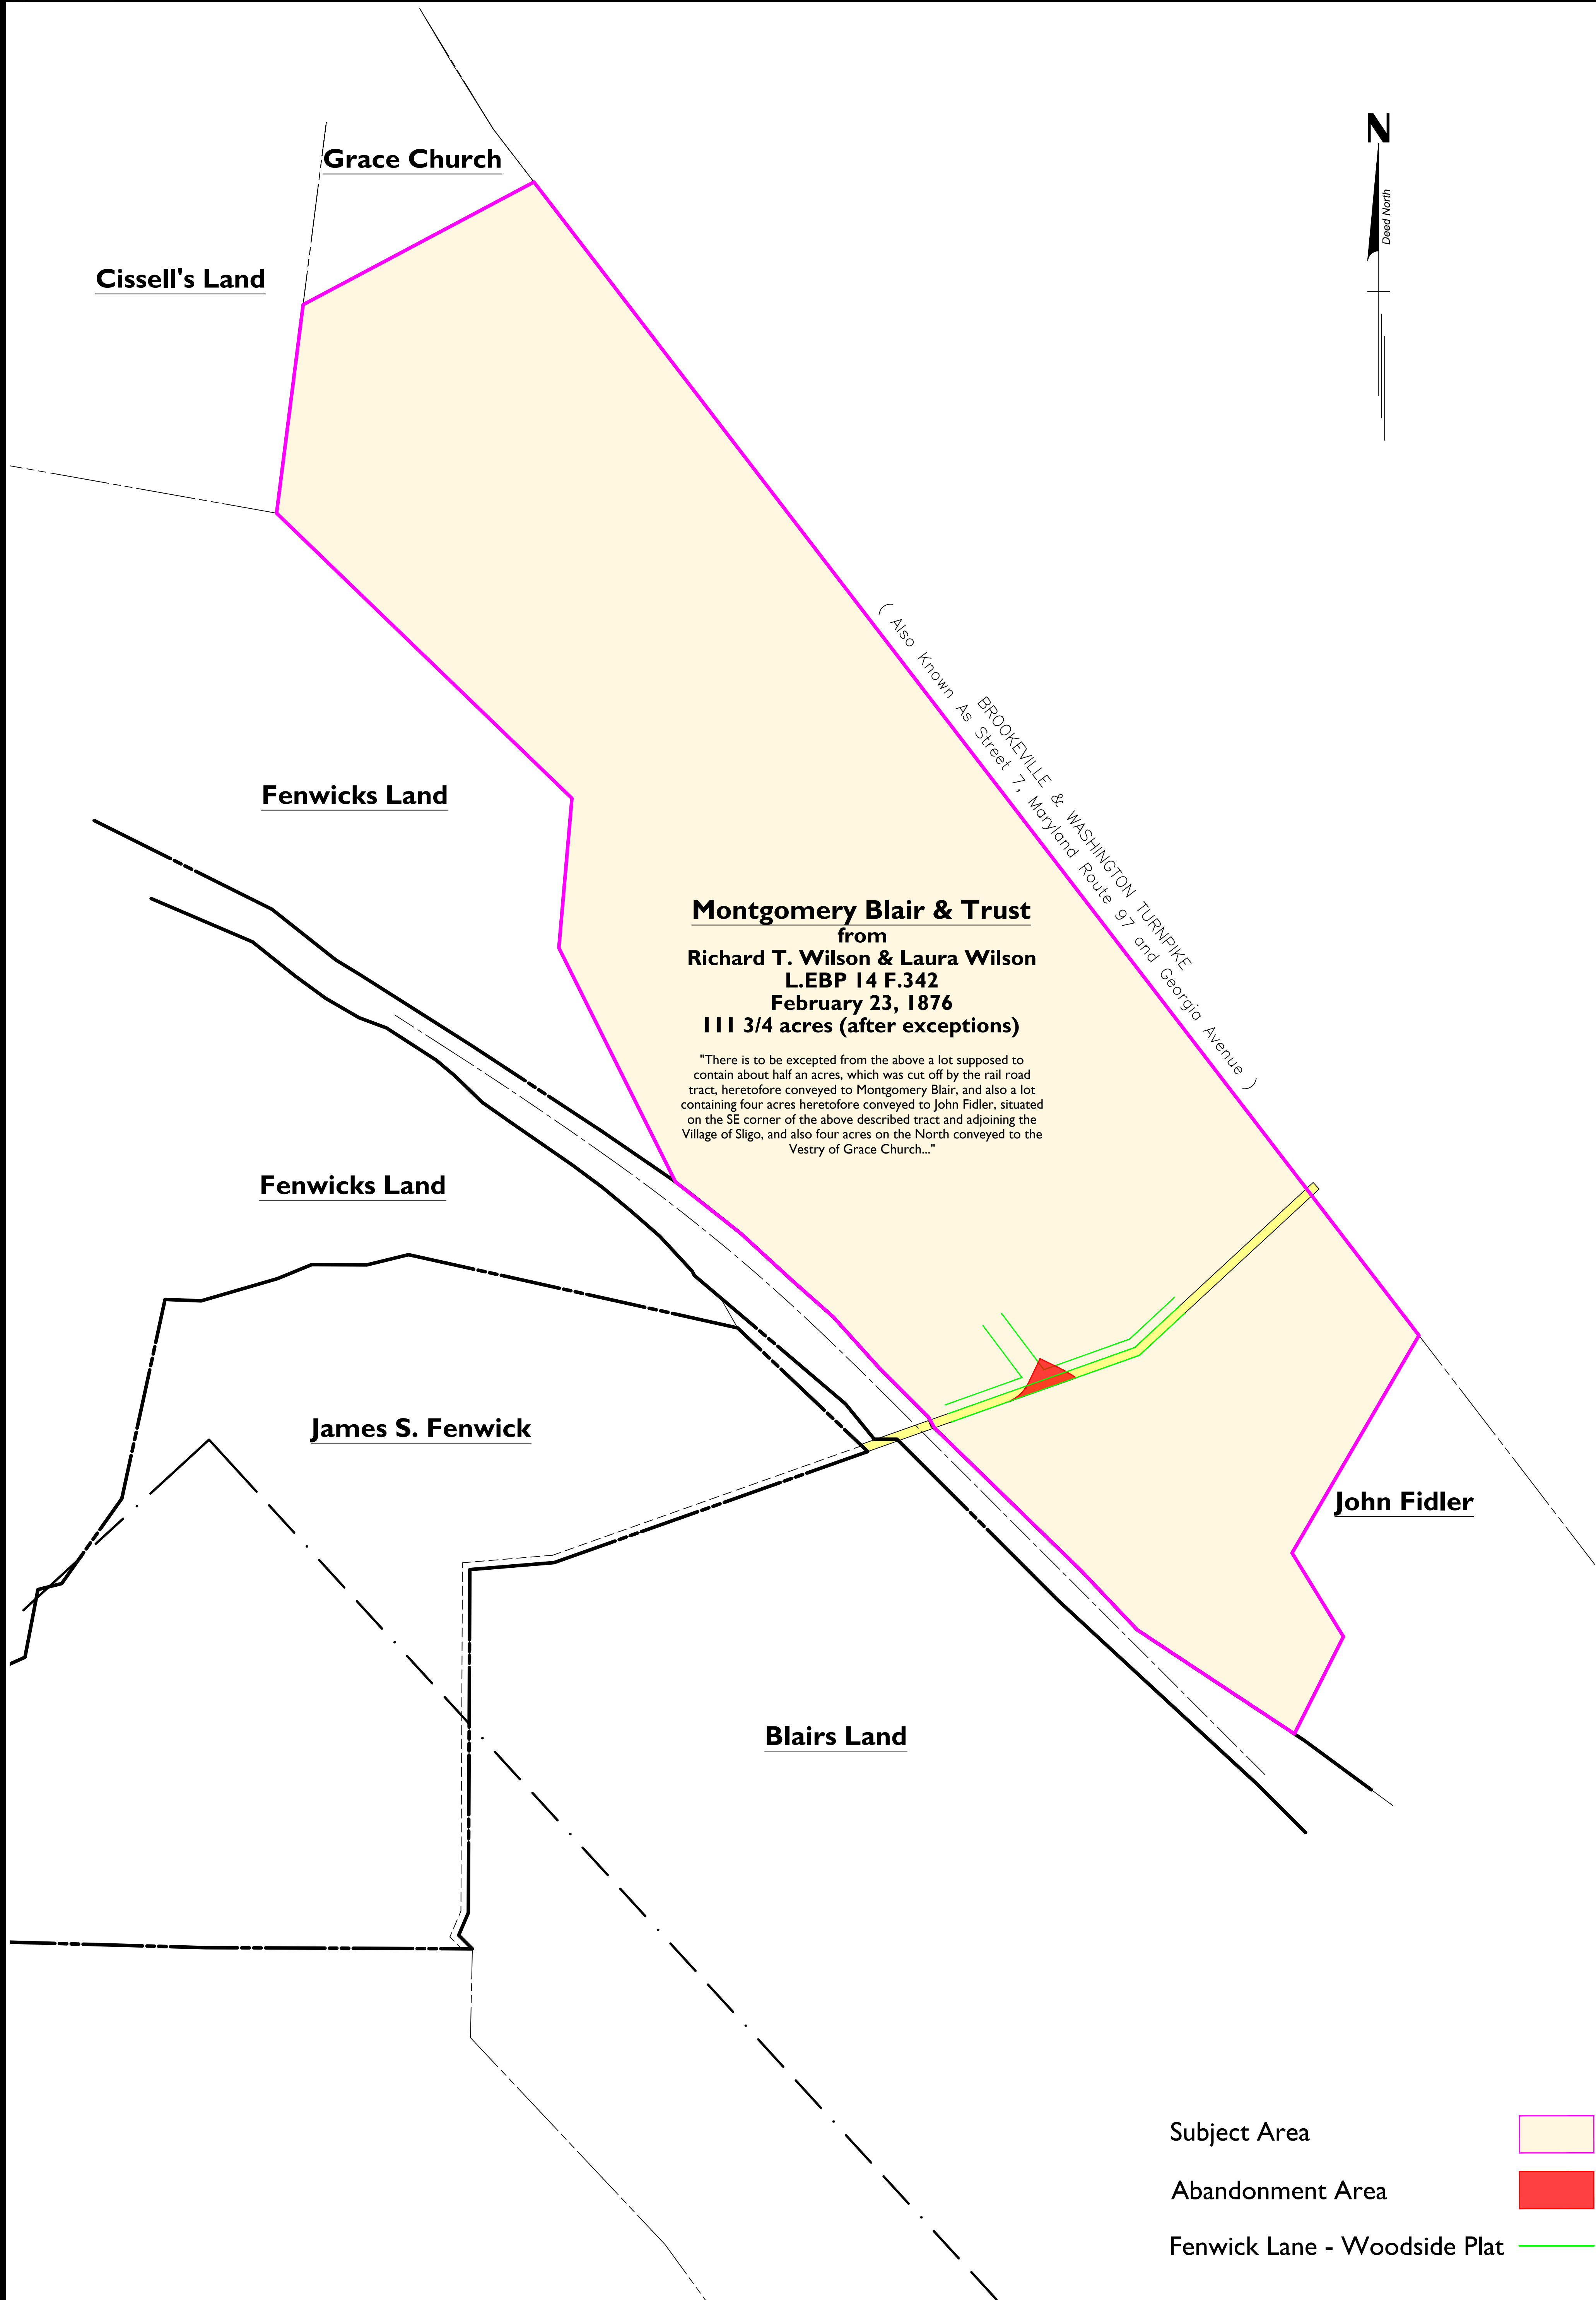 N
Deed North
Grace Church
Cissell's Land
( Also Known As Street 7, Maryland Route 97 and Georgia Avenue )
BROOKEVILLE & WASHINGTON TURNPIKE
Fenwicks Land
Montgomery Blair & Trust
from
Richard T. Wilson & Laura Wilson
L.EBP 14 F.342
February 23, 1876
111 3/4 acres (after exceptions)
"There is to be excepted from the above a lot supposed to
contain about half an acres, which was cut off by the rail road
tract, heretofore conveyed to Montgomery Blair, and also a lot
containing four acres heretofore conveyed to John Fidler, situated
on the SE corner of the above described tract and adjoining the
Village of Sligo, and also four acres on the North conveyed to the
Vestry of Grace Church..."
Fenwicks Land
James S. Fenwick
John Fidler
Blairs Land
Subject Area
Abandonment Area
Fenwick Lane - Woodside Plat